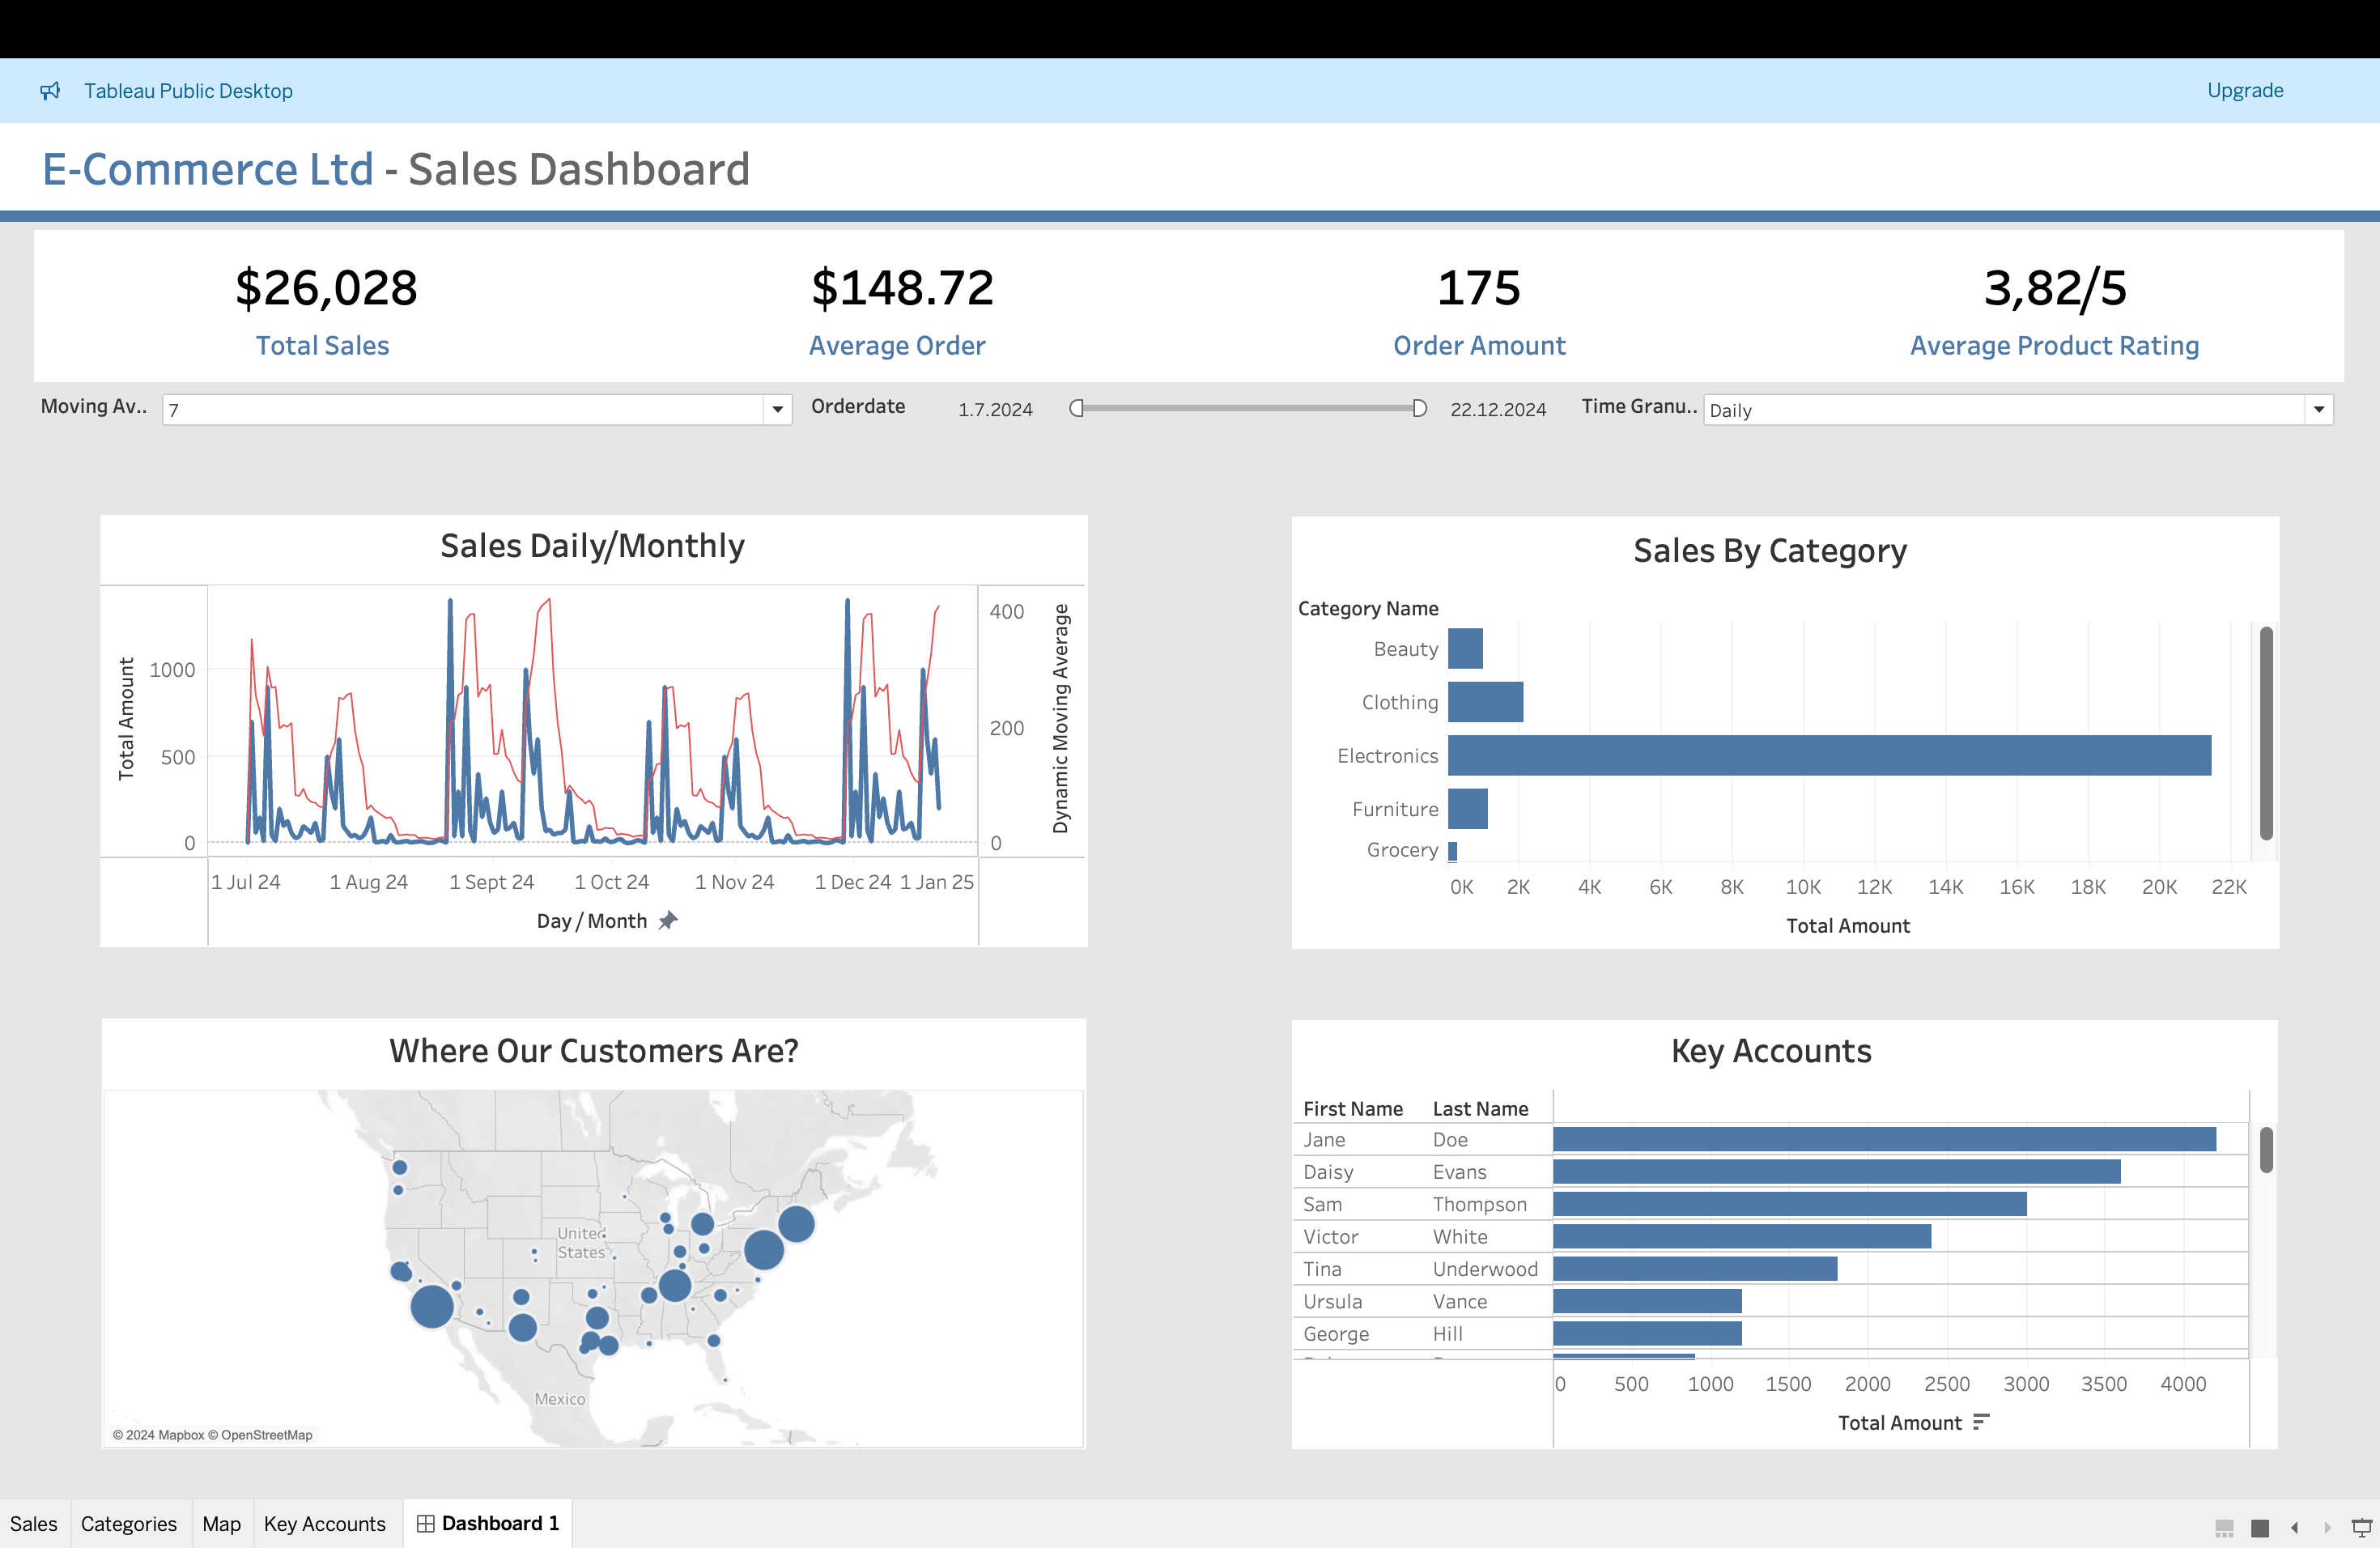 Tableau Public Desktop
Upgrade
E-Commerce Ltd - Sales Dashboard
$26,028
Total Sales
$148.72
Average Order
175
Order Amount
3,82/5
Average Product Rating
Moving Av..
7
Orderdate
1.7.2024
22.12.2024
Time Granu..
Daily
Sales Daily/Monthly
Total Amount
1000
500
0
400
200
0
Dynamic Moving Average
1 Jul 24
1 Aug 24
1 Sept 24
1 Oct 24
1 Nov 24
1 Dec 24
1 Jan 25
Day / Month
Sales By Category
Category Name
Beauty
Clothing
Electronics
Furniture
Grocery
0K
2K
4K
6K
8K
10K
12K
14K
16K
18K
20K
22K
Total Amount
Where Our Customers Are?
United
States
Mexico
© 2024 Mapbox © OpenStreetMap
Key Accounts
First Name Last Name
Jane Doe
Daisy Evans
Sam Thompson
Victor White
Tina Underwood
Ursula Vance
George Hill
0
500
1000
1500
2000
2500
3000
3500
4000
Total Amount
Sales
Categories
Map
Key Accounts
Dashboard 1